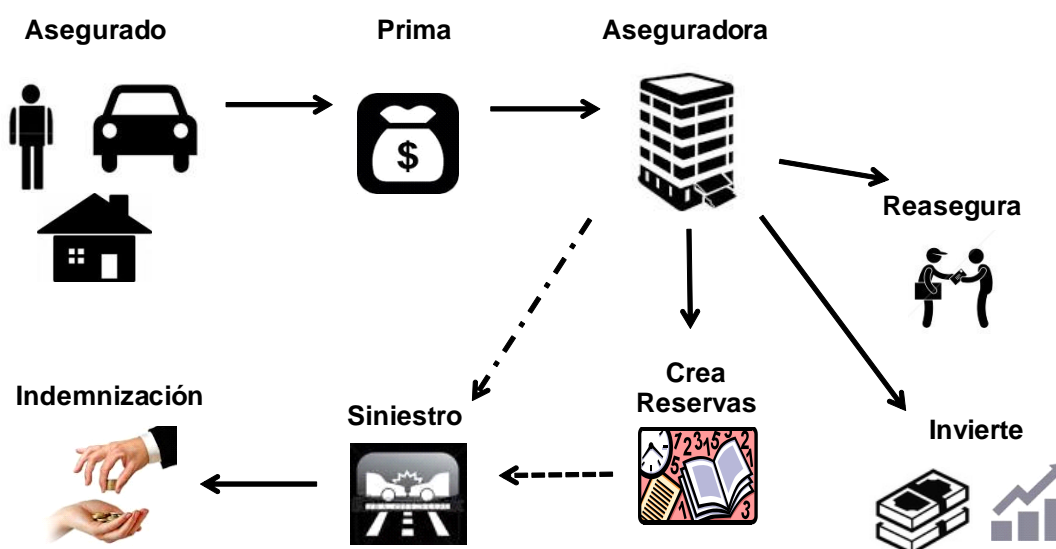 Asegurado
Prima
Aseguradora
$
Reasegura
Crea
Reservas
Indemnización
Siniestro
Invierte